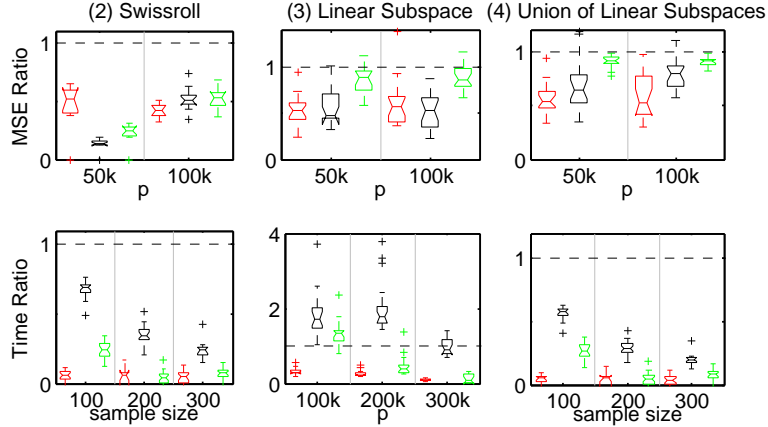 (2) Swissroll (3) Linear Subspace (4) Union of Linear Subspaces
MSE Ratio
1
0
50k 100k
p
1
0
50k 100k
p
1
0
50k 100k
p
Time Ratio
1
0
100 200 300
sample size
4
2
1
0
100k 200k 300k
p
1
0
100 200 300
sample size